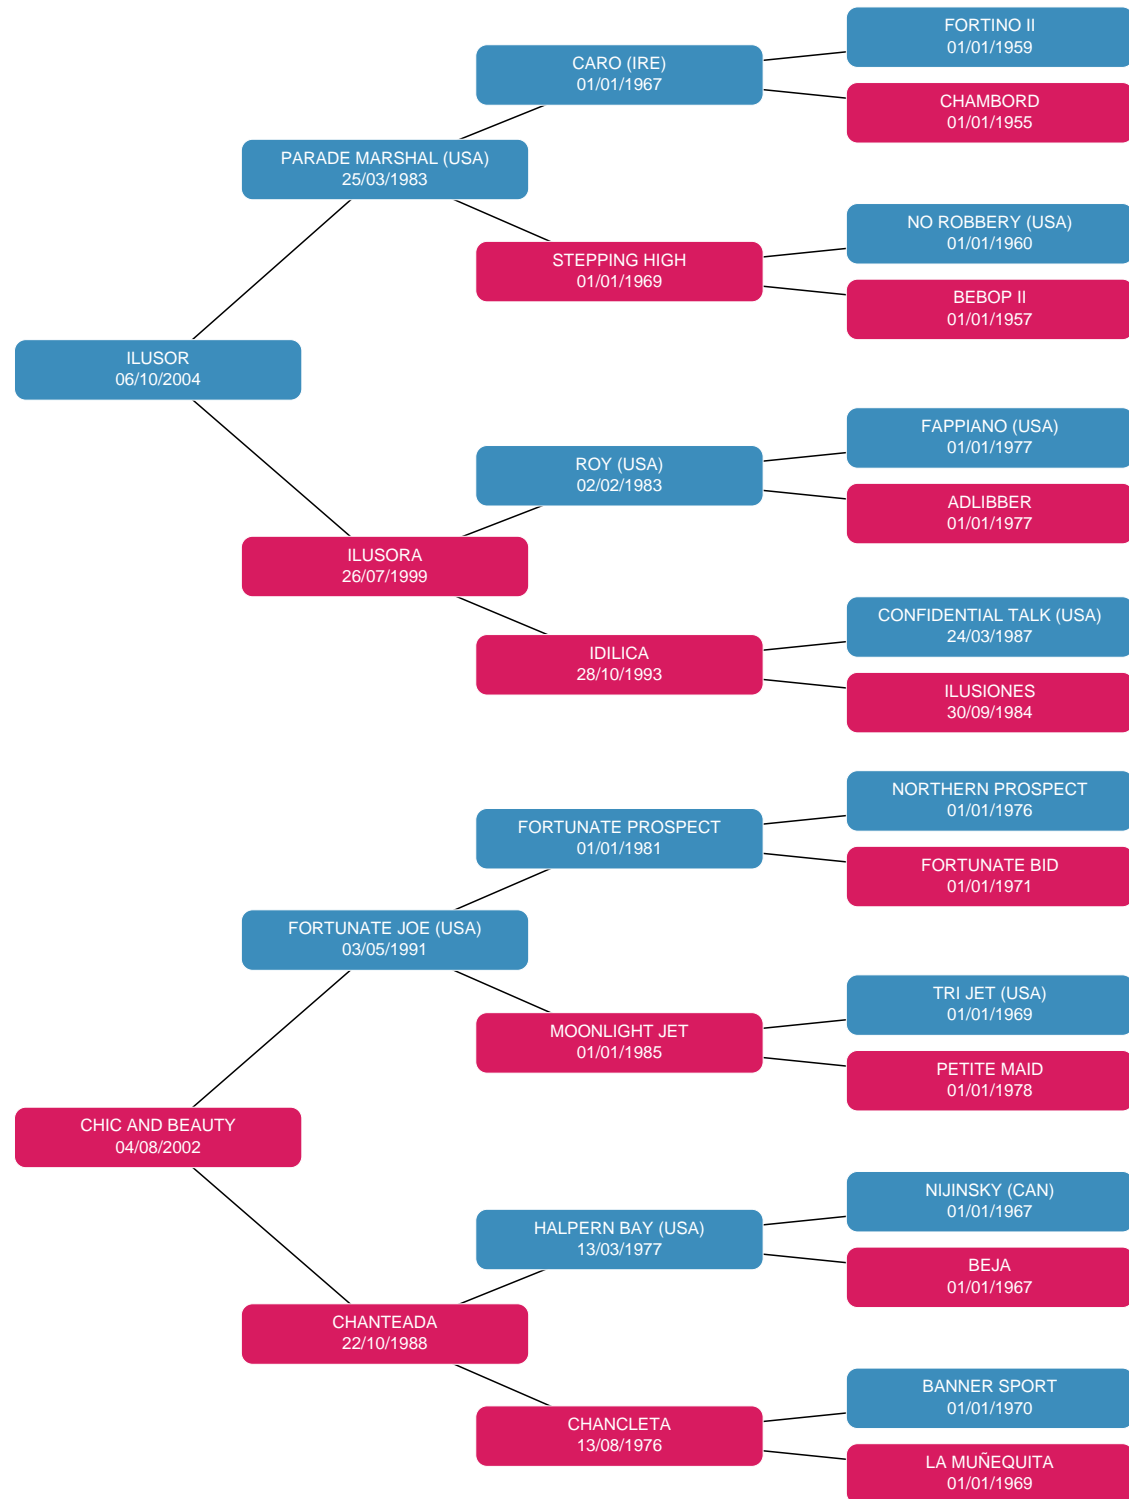 FORTINO II
01/01/1959
CARO (IRE)
01/01/1967
CHAMBORD
01/01/1955
PARADE MARSHAL (USA)
25/03/1983
NO ROBBERY (USA)
01/01/1960
STEPPING HIGH
01/01/1969
BEBOP II
01/01/1957
ILUSOR
06/10/2004
FAPPIANO (USA)
01/01/1977
ROY (USA)
02/02/1983
ADLIBBER
01/01/1977
ILUSORA
26/07/1999
CONFIDENTIAL TALK (USA)
24/03/1987
IDILICA
28/10/1993
ILUSIONES
30/09/1984
NORTHERN PROSPECT
01/01/1976
FORTUNATE PROSPECT
01/01/1981
FORTUNATE BID
01/01/1971
FORTUNATE JOE (USA)
03/05/1991
TRI JET (USA)
01/01/1969
MOONLIGHT JET
01/01/1985
PETITE MAID
01/01/1978
CHIC AND BEAUTY
04/08/2002
NIJINSKY (CAN)
01/01/1967
HALPERN BAY (USA)
13/03/1977
BEJA
01/01/1967
CHANTEADA
22/10/1988
BANNER SPORT
01/01/1970
CHANCLETA
13/08/1976
LA MUÑEQUITA
01/01/1969